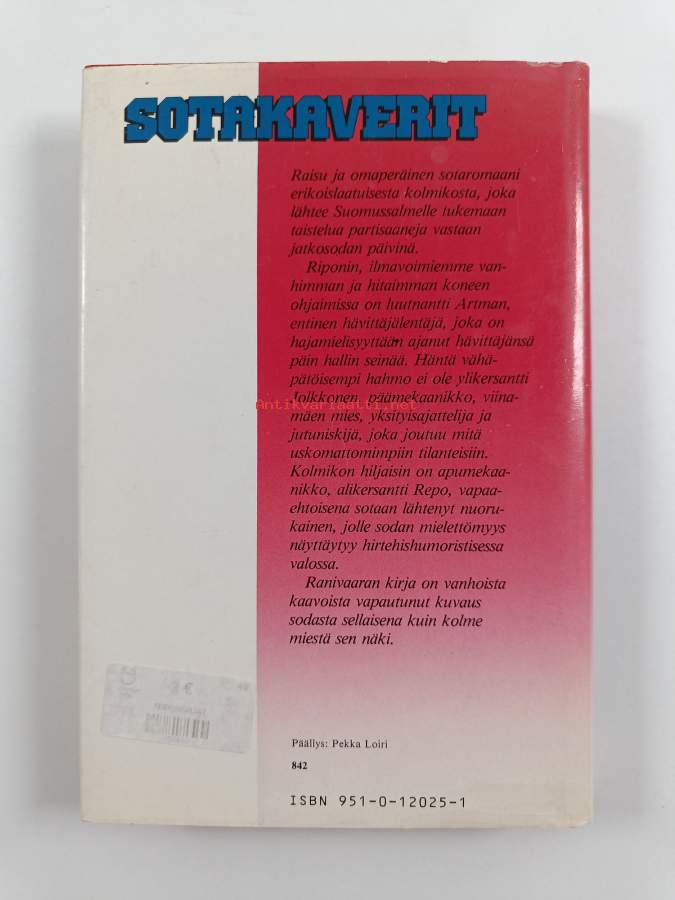 SOTAKAVERIT
Raisu ja omaperäinen sotaromaani
erikoislaatuisesta kolmikosta, joka
lähtee Suomussalmelle tukemaan
taistelua partisaaneja vastaan
jatkosodan päivinä.
Riponin, ilmavoimiemme van-
himman ja hitaimman koneen
ohjaimissa on luutnantti Artman,
entinen hävittäjälentäjä, joka on
hajamielisyyttään ajanut hävittäjänsä
päin hallin seinää. Häntä vähä-
pätöisempi hahmo ei ole ylikersantti
Jolkkonen, päämekaanikko, viina-
Antikvariaatti.net
mäen mies, yksityisajattelija ja
jutuniskijä, joka joutuu mitä
uskomattomimpiin tilanteisiin.
Kolmikon hiljaisin on apumekaa-
nikko, alikersantti Repo, vapaa-
ehtoisena sotaan lähtenyt nuoru-
kainen, jolle sodan mielettömyys
näyttäytyy hirtehishumoristisessa
valossa.
Ranivaaran kirja on vanhoista
kaavoista vapautunut kuvaus
sodasta sellaisena kuin kolme
miestä sen näki.
Päällys: Pekka Loiri
842
ISBN 951-0-12025-1